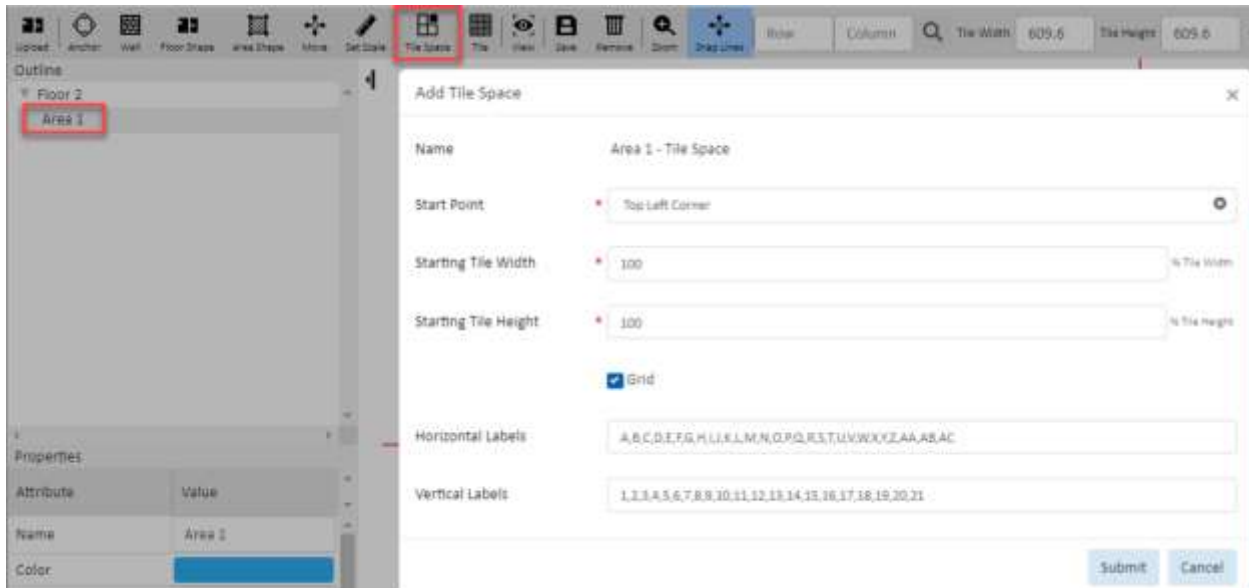 Upload Anchor Wall Floor Shape Area Shape Move Set Scale Tile Space Tile View Save Remove Zoom Snap Lines Row Column Tile Width 609.6 Tile Height 609.6
Outline
Floor 2
Area 1
Add Tile Space
Name Area 1 - Tile Space
Start Point * Top Left Corner
Starting Tile Width * 100 % Tile Width
Starting Tile Height * 100 % Tile Height
Grid
Horizontal Labels A,B,C,D,E,F,G,H,I,J,K,L,M,N,O,P,Q,R,S,T,U,V,W,X,Y,Z,AA,AB,AC
Vertical Labels 1,2,3,4,5,6,7,8,9,10,11,12,13,14,15,16,17,18,19,20,21
Properties
Attribute Value
Name Area 1
Color
Submit Cancel